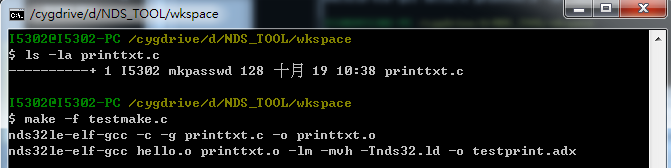 /cygdrive/d/NDS_TOOL/wkspace
I5302@I5302-PC /cygdrive/d/NDS_TOOL/wkspace
$ ls -la printtxt.c
----------+ 1 I5302 mkpasswd 128 十月 19 10:38 printtxt.c
I5302@I5302-PC /cygdrive/d/NDS_TOOL/wkspace
$ make -f testmake.c
nds32le-elf-gcc -c -g printtxt.c -o printtxt.o
nds32le-elf-gcc hello.o printtxt.o -lm -mvh -Tnds32.ld -o testprint.adx